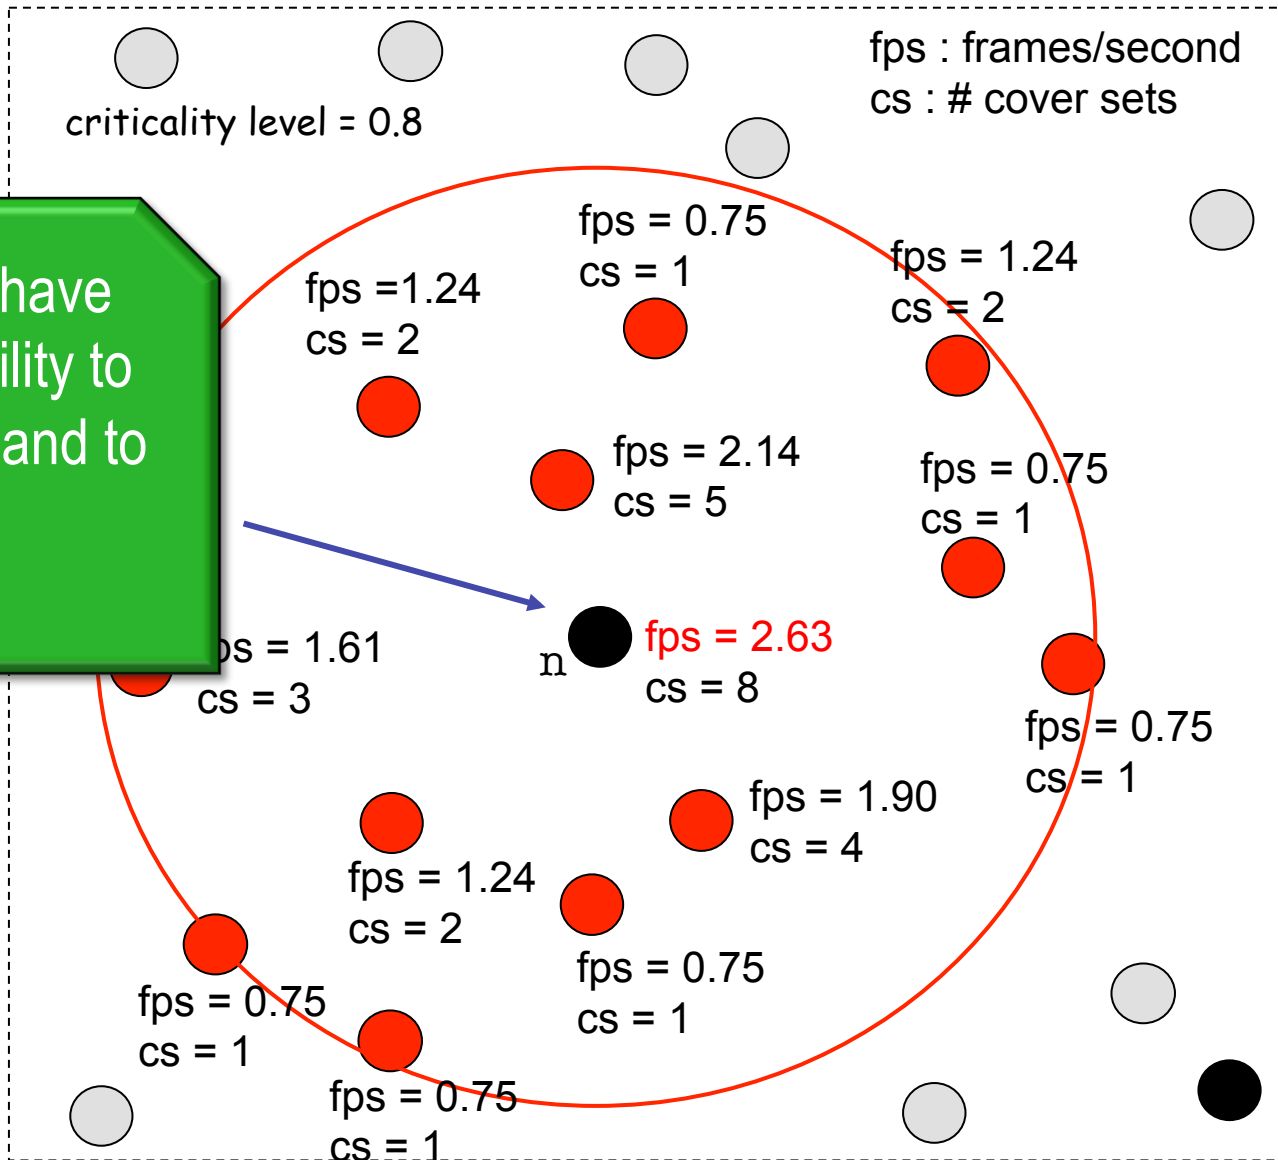 fps : frames/second
cs : # cover sets
criticality level = 0.8
fps = 0.75
cs = 1
fps = 1.24
cs = 2
fps =1.24
cs = 2
have
to
and to
fps = 2.14
cs = 5
fps = 0.75
cs = 1
n
fps = 2.63
cs = 8
= 1.61
cs = 3
fps = 0.75
cs = 1
fps = 1.90
cs = 4
fps = 1.24
cs = 2
fps = 0.75
cs = 1
fps = 0.75
cs = 1
fps = 0.75
cs = 1